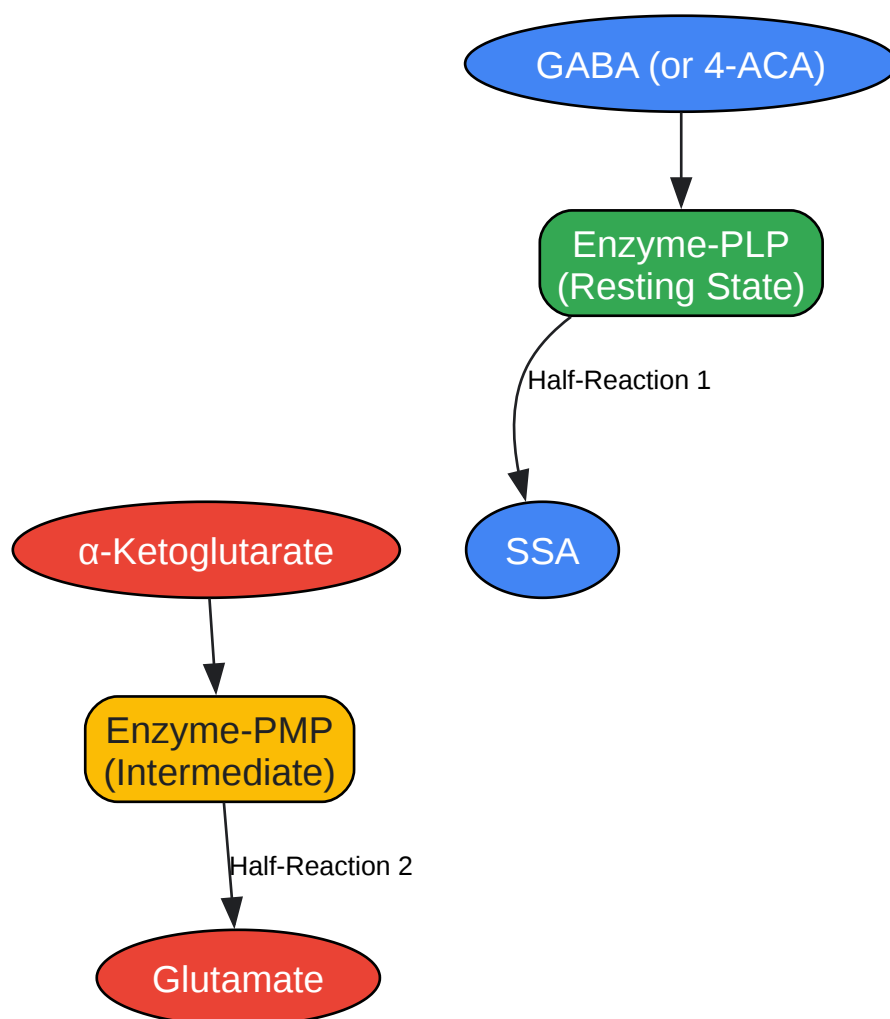 GABA (or 4-ACA)
Enzyme-PLP
(Resting State)
Half-Reaction 1
α-Ketoglutarate
SSA
Enzyme-PMP
(Intermediate)
Half-Reaction 2
Glutamate